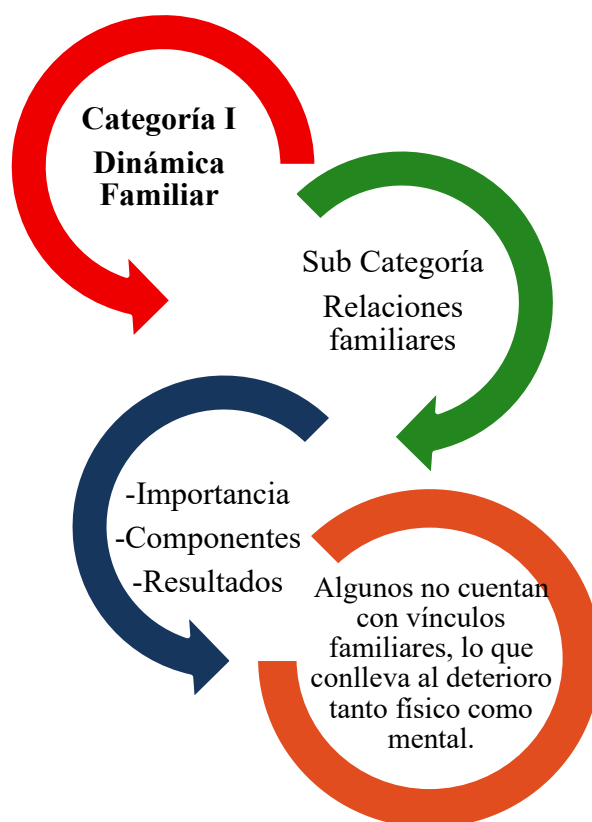 Categoría I
Dinámica
Familiar
Sub Categoría
Relaciones
familiares
-Importancia
-Componentes
-Resultados
Algunos no cuentan
con vínculos
familiares, lo que
conlleva al deterioro
tanto físico como
mental.